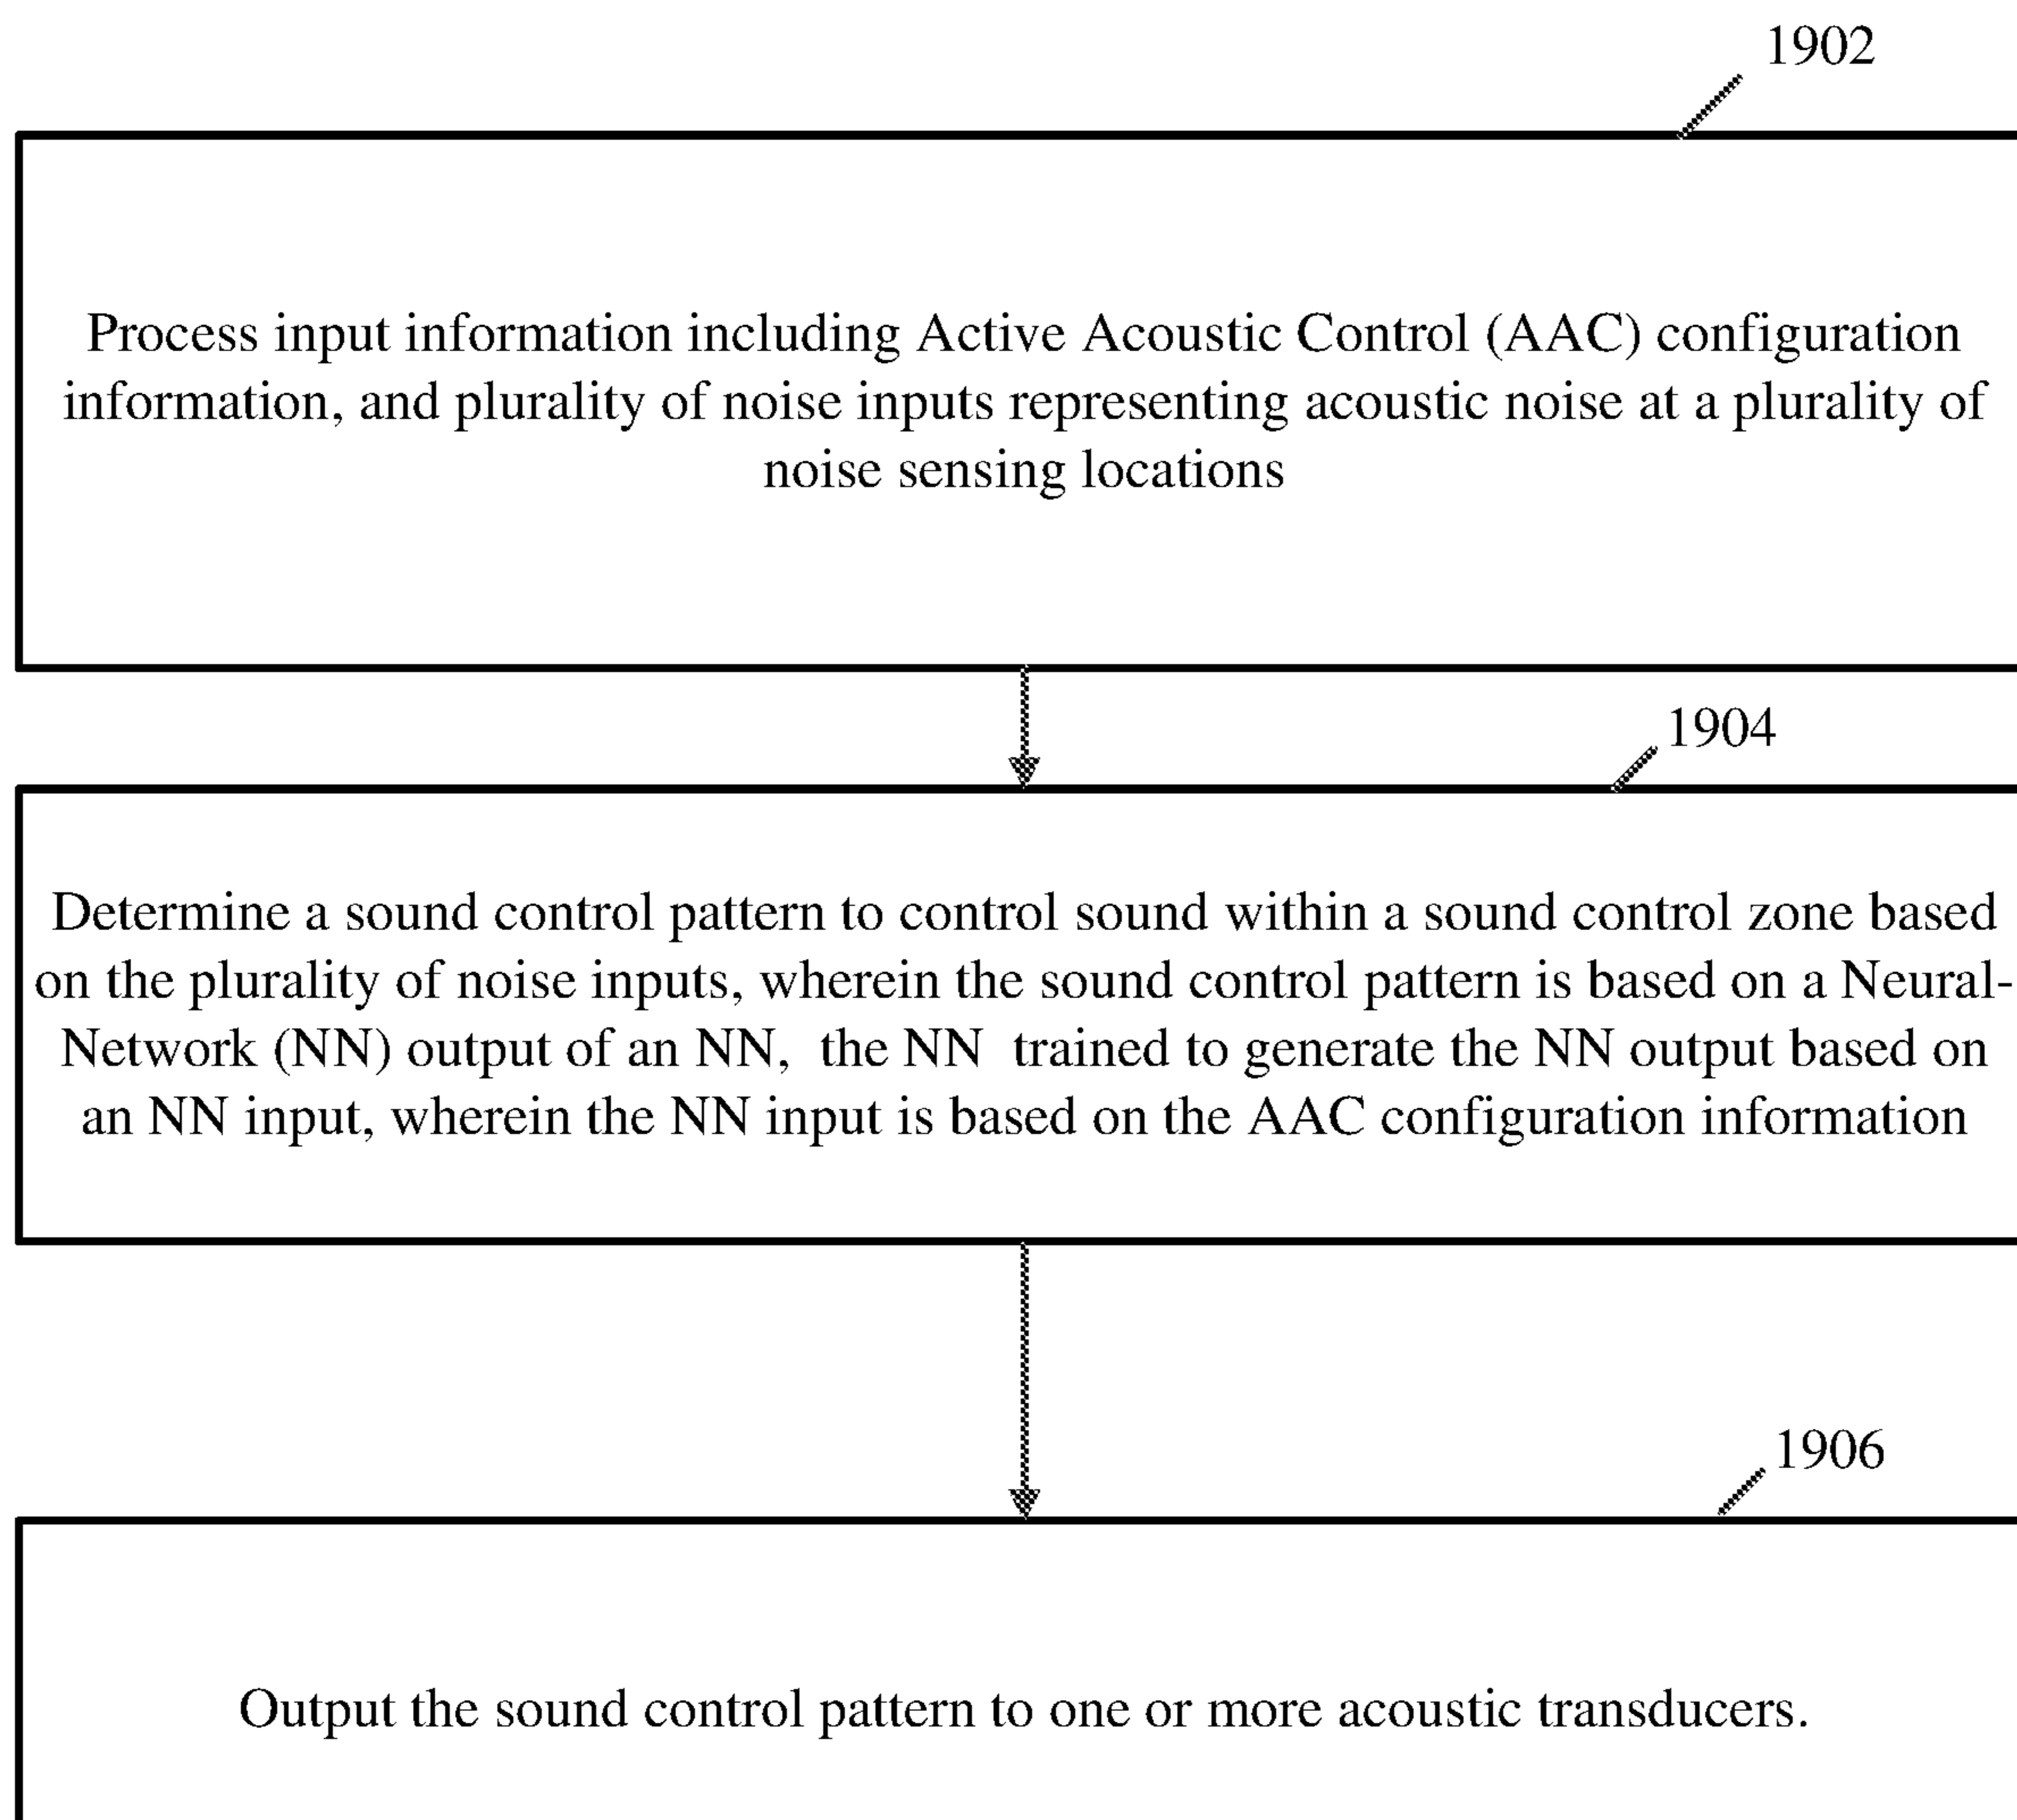 1902
Process input information including Active Acoustic Control (AAC) configuration
information, and plurality of noise inputs representing acoustic noise at a plurality of
noise sensing locations
1904
Determine a sound control pattern to control sound within a sound control zone based
on the plurality of noise inputs, wherein the sound control pattern is based on a Neural-
Network (NN) output of an NN, the NN trained to generate the NN output based on
an NN input, wherein the NN input is based on the AAC configuration information
1906
Output the sound control pattern to one or more acoustic transducers.